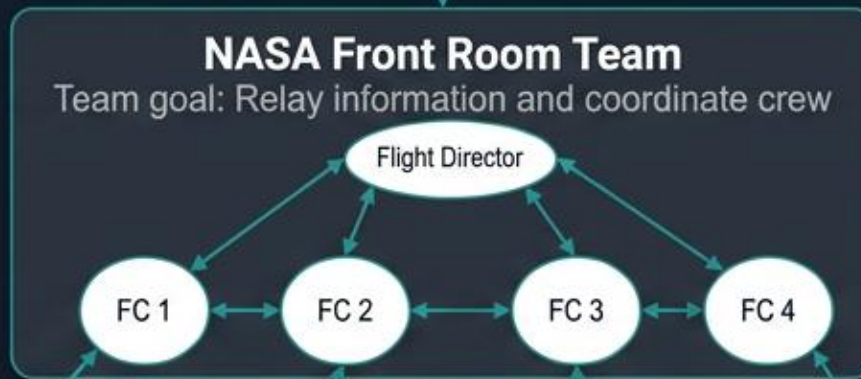 NASA Front Room Team
Team goal: Relay information and coordinate crew
Flight Director
FC 1
FC 2
FC 3
FC 4